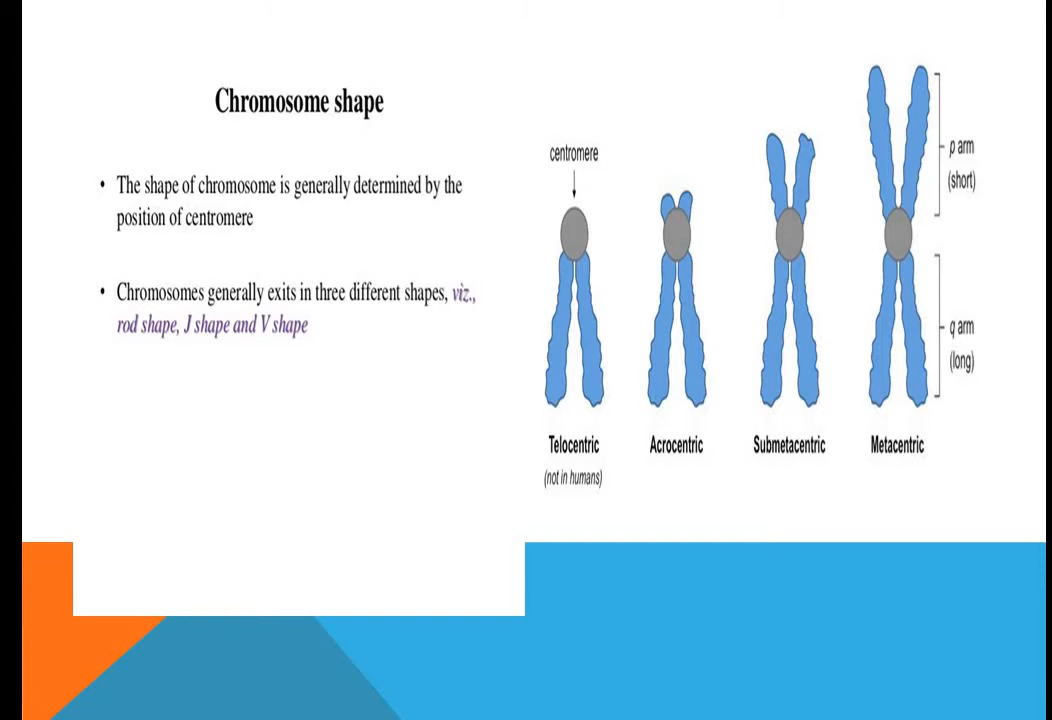 Chromosome shape
• The shape of chromosome is generally determined by the
position of centromere
• Chromosomes generally exits in three different shapes, viz.,
rod shape, J shape and V shape
centromere
p arm
(short)
q arm
(long)
Telocentric
(not in humans)
Acrocentric
Submetacentric
Metacentric